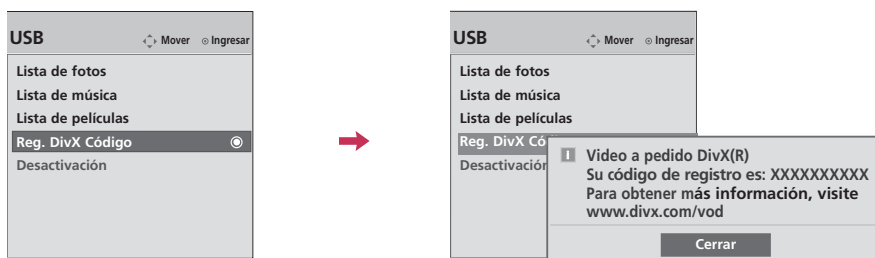 USB Mover Ingresar
Lista de fotos
Lista de música
Lista de películas
Reg. DivX Código
Desactivación
USB Mover Ingresar
Lista de fotos
Lista de música
Lista de películas
Reg. DivX Có
Desactivación
Video a pedido DivX(R)
Su código de registro es: XXXXXXXXXX
Para obtener más información, visite
www.divx.com/vod
Cerrar